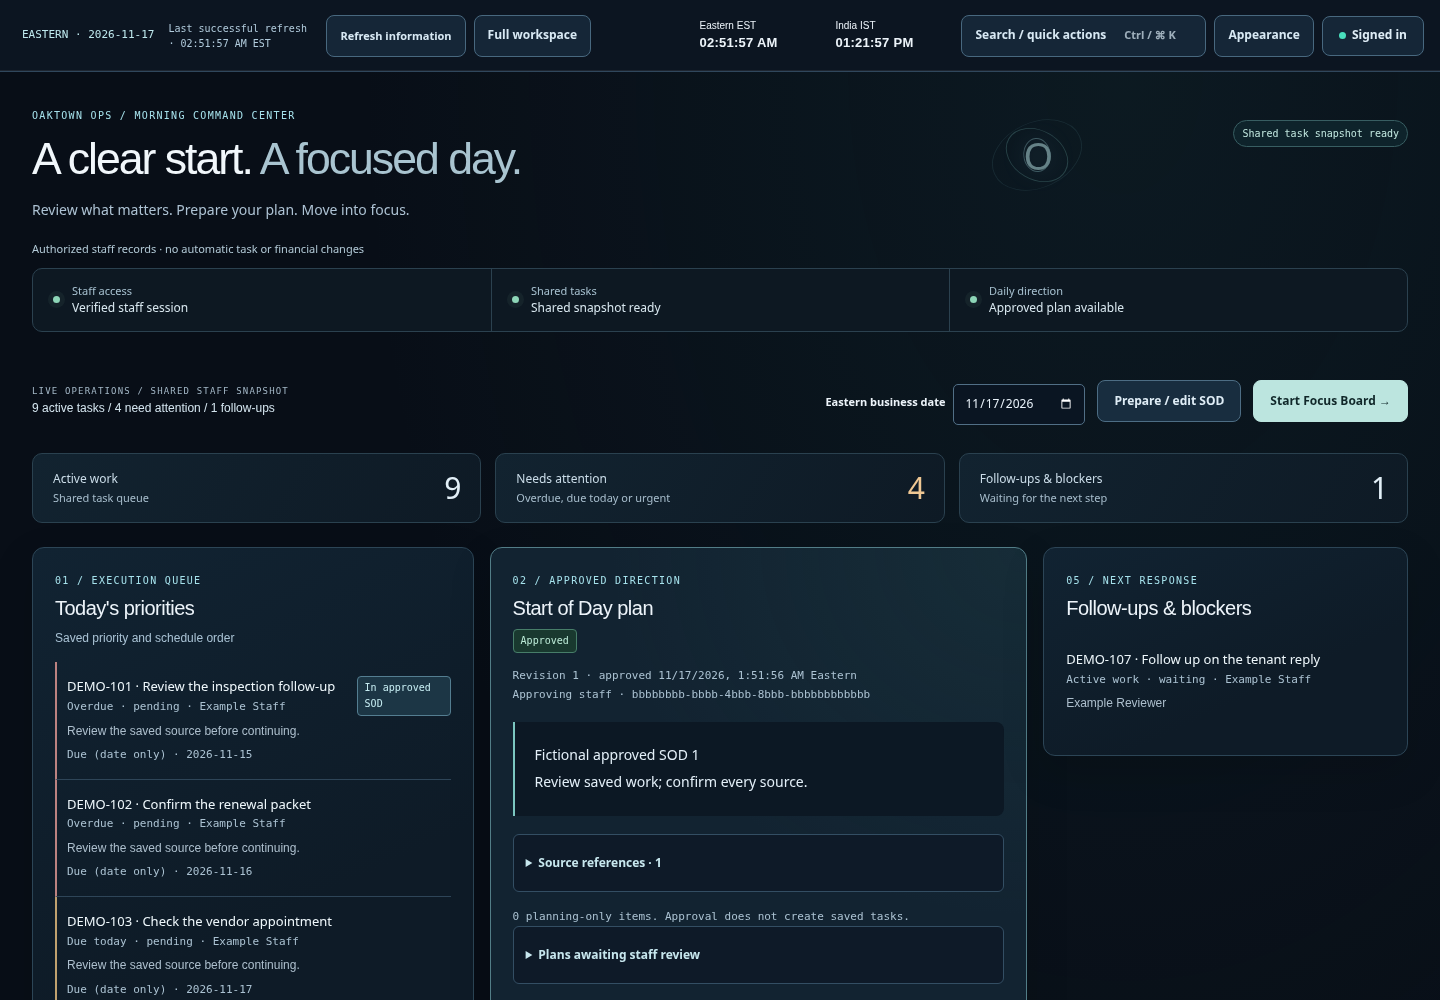 EASTERN · 2026-11-17
Last successful refresh
· 02:51:57 AM EST
Refresh information
Full workspace
Eastern EST
02:51:57 AM
India IST
01:21:57 PM
Search / quick actions Ctrl / ⌘ K
Appearance
Signed in
OAKTOWN OPS / MORNING COMMAND CENTER
A clear start. A focused day.
Review what matters. Prepare your plan. Move into focus.
O
Shared task snapshot ready
Authorized staff records · no automatic task or financial changes
Staff access
Verified staff session
Shared tasks
Shared snapshot ready
Daily direction
Approved plan available
LIVE OPERATIONS / SHARED STAFF SNAPSHOT
9 active tasks / 4 need attention / 1 follow-ups
Eastern business date
11/17/2026
Prepare / edit SOD
Start Focus Board →
Active work
Shared task queue
9
Needs attention
Overdue, due today or urgent
4
Follow-ups & blockers
Waiting for the next step
1
01 / EXECUTION QUEUE
Today's priorities
Saved priority and schedule order
DEMO-101 · Review the inspection follow-up
In approved
SOD
Overdue · pending · Example Staff
Review the saved source before continuing.
Due (date only) · 2026-11-15
DEMO-102 · Confirm the renewal packet
Overdue · pending · Example Staff
Review the saved source before continuing.
Due (date only) · 2026-11-16
DEMO-103 · Check the vendor appointment
Due today · pending · Example Staff
Review the saved source before continuing.
Due (date only) · 2026-11-17
02 / APPROVED DIRECTION
Start of Day plan
Approved
Revision 1 · approved 11/17/2026, 1:51:56 AM Eastern
Approving staff · bbbbbbbb-bbbb-4bbb-8bbb-bbbbbbbbbbbb
Fictional approved SOD 1
Review saved work; confirm every source.
▶ Source references · 1
0 planning-only items. Approval does not create saved tasks.
▶ Plans awaiting staff review
05 / NEXT RESPONSE
Follow-ups & blockers
DEMO-107 · Follow up on the tenant reply
Active work · waiting · Example Staff
Example Reviewer